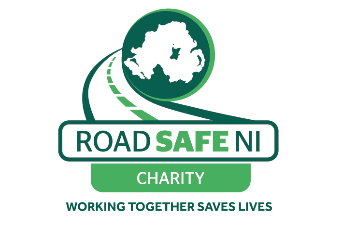 ROAD SAFE NI
CHARITY
WORKING TOGETHER SAVES LIVES